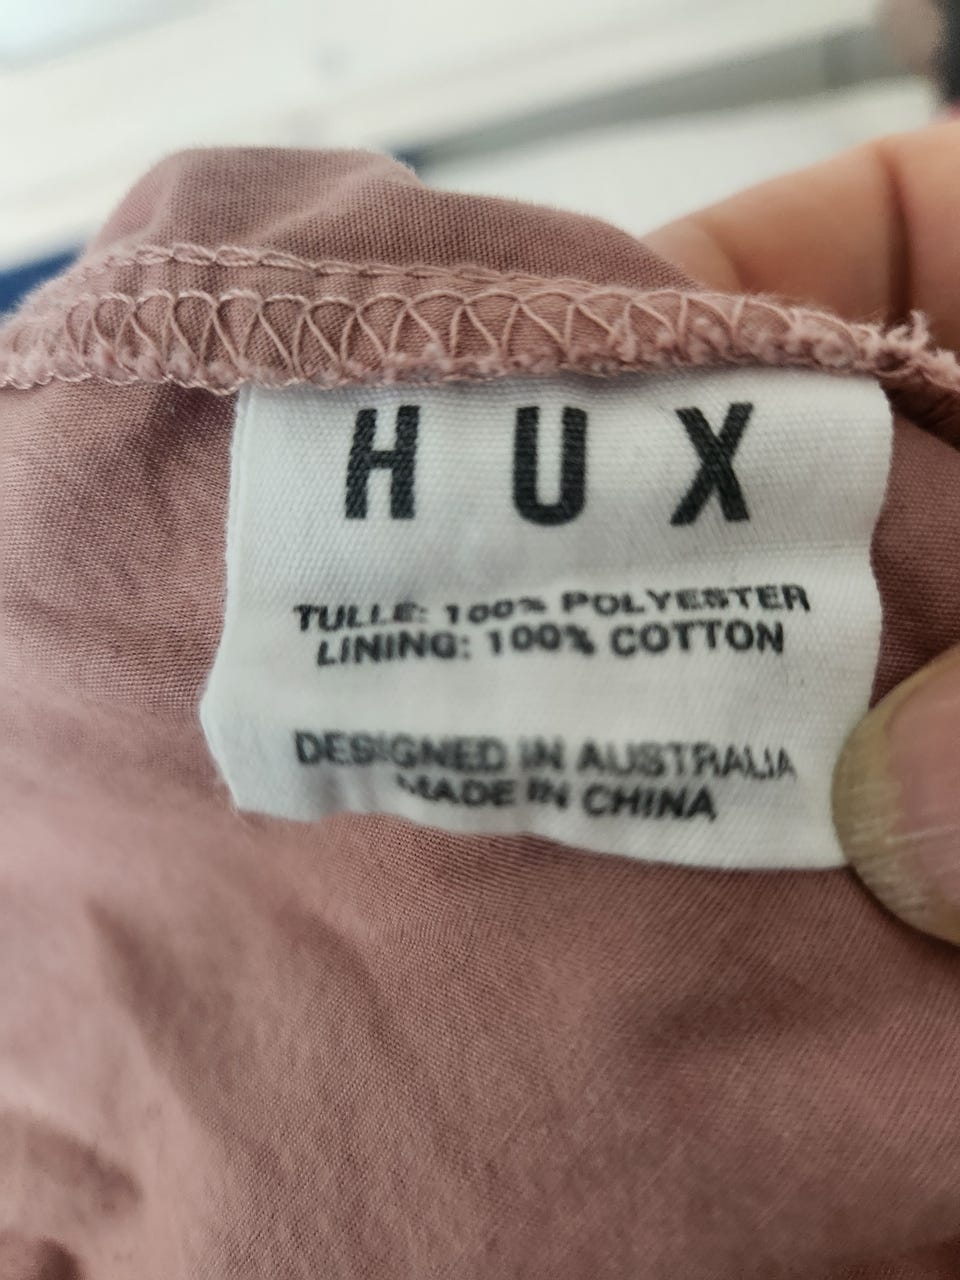 HUX
TULLE: 100% POLYESTER
LINING: 100% COTTON
DESIGNED IN AUSTRALIA
MADE IN CHINA